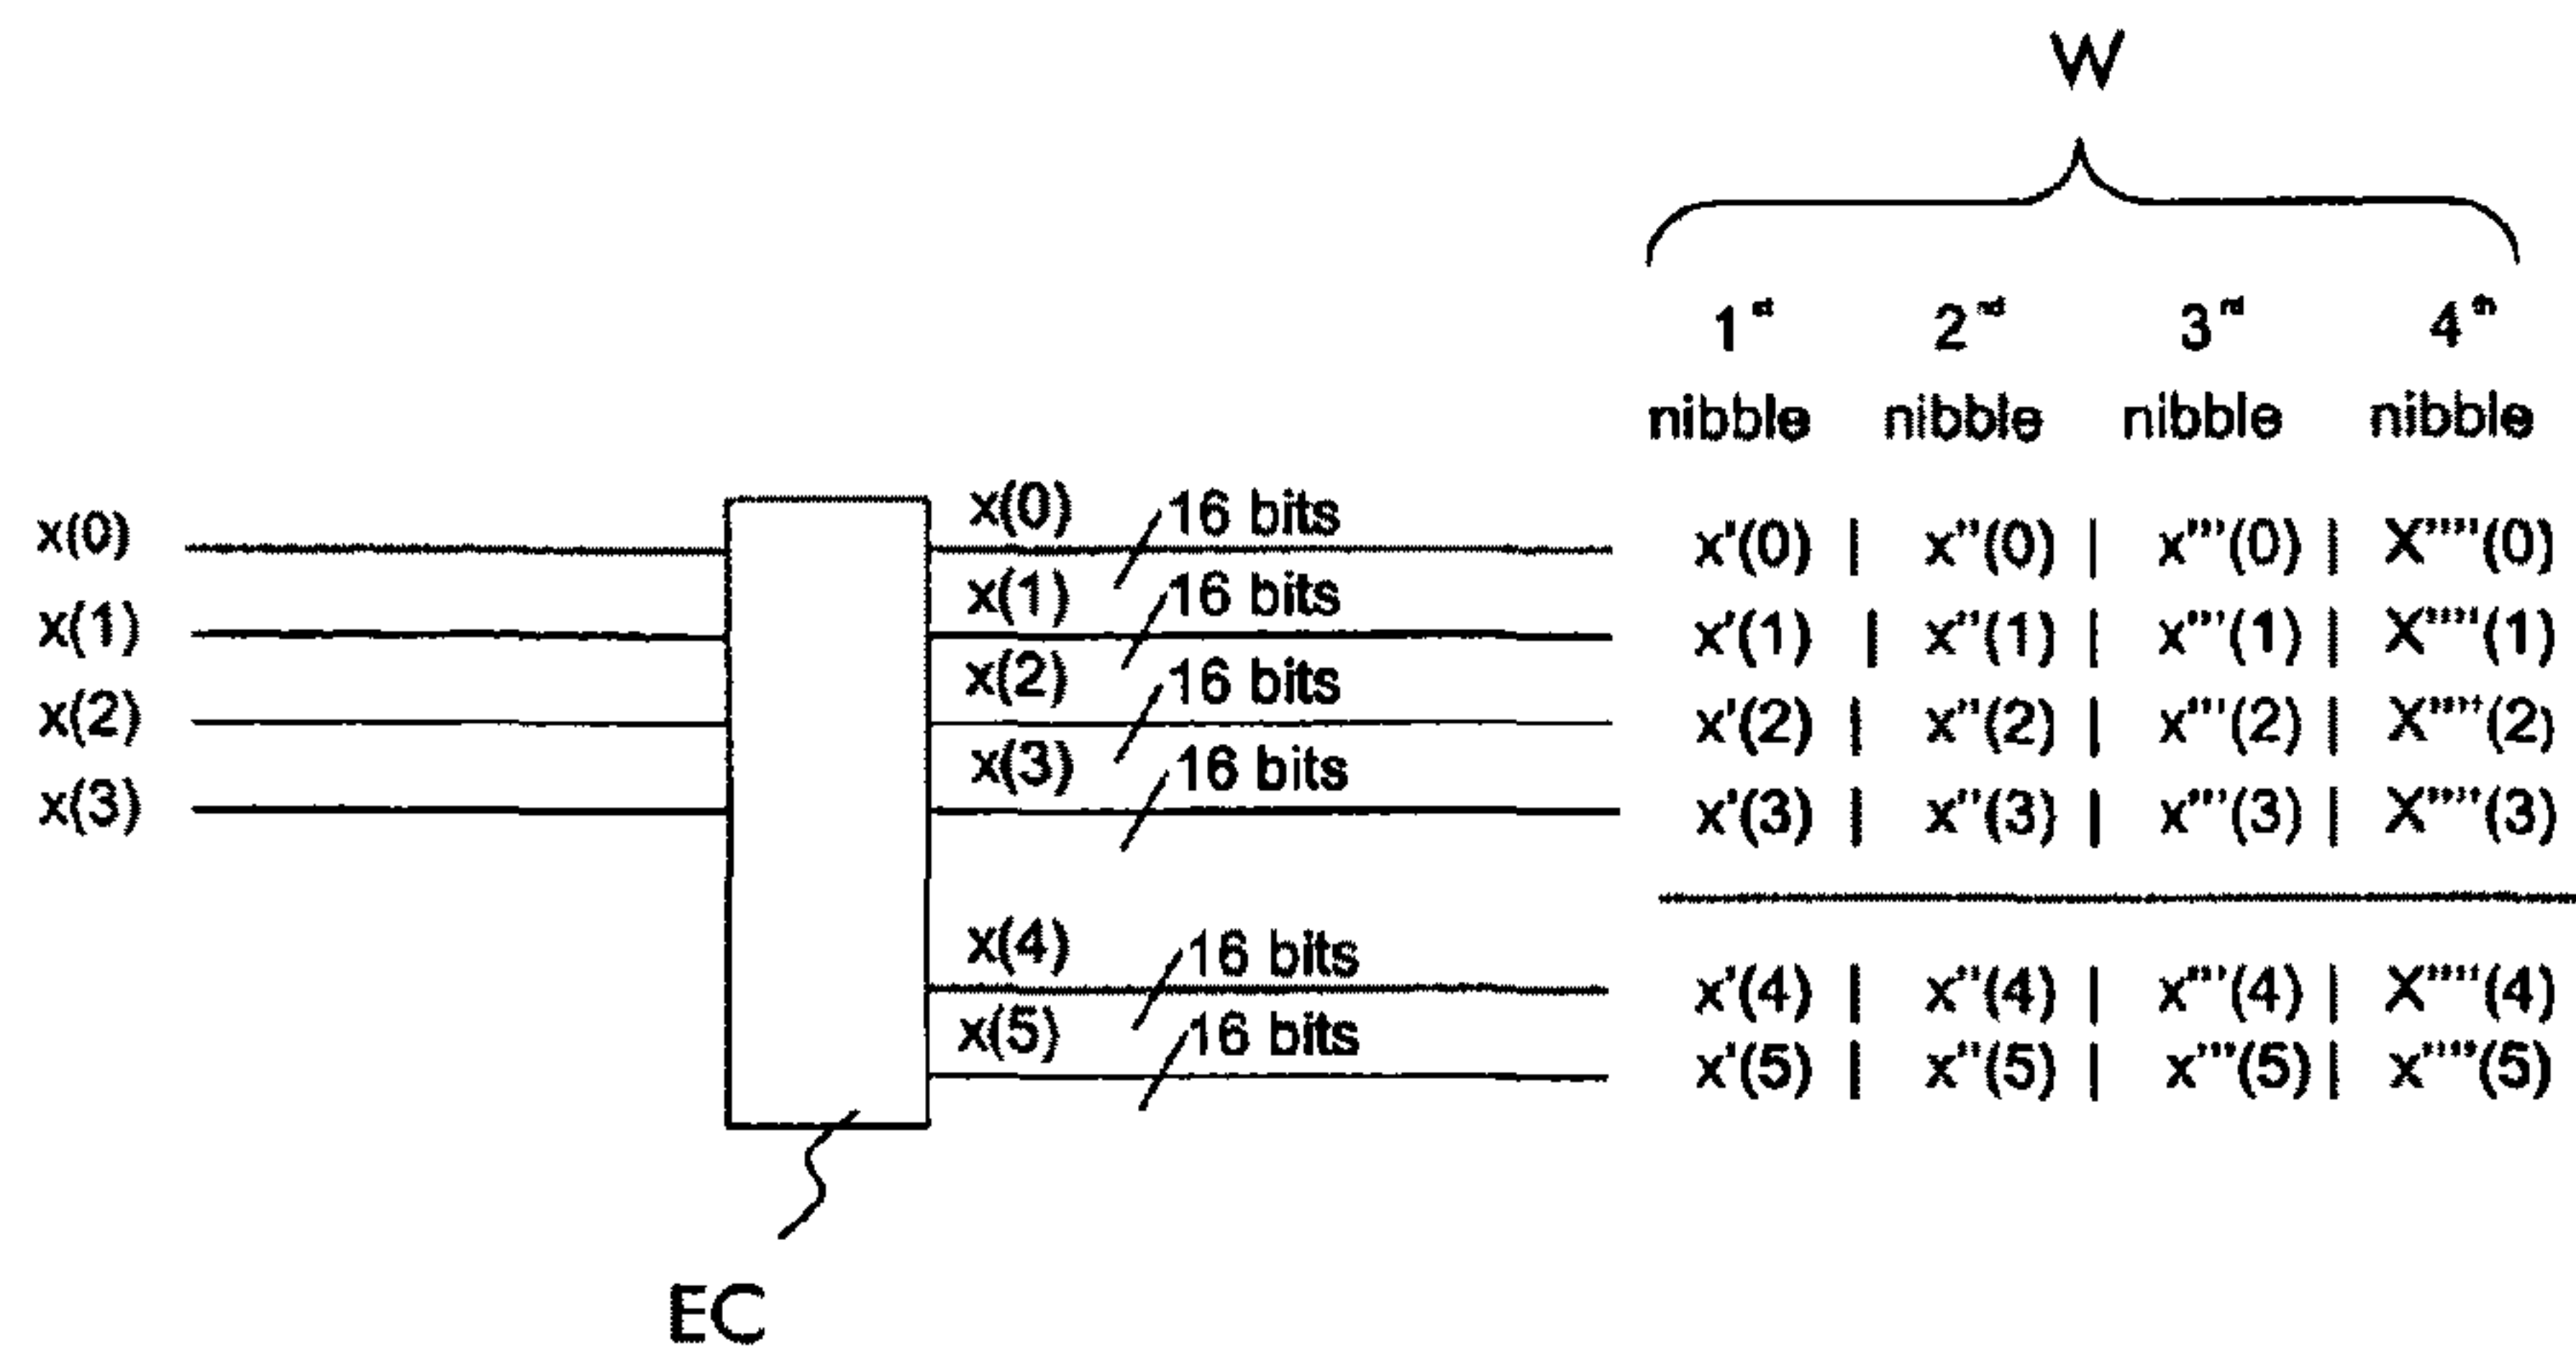 W
1st 2nd 3rd 4th
nibble nibble nibble nibble
x(0) x(0) 16 bits x'(0) | x''(0) | x'''(0) | X''''(0)
x(1) x(1) 16 bits x'(1) | x''(1) | x'''(1) | X''''(1)
x(2) x(2) 16 bits x'(2) | x''(2) | x'''(2) | X''''(2)
x(3) x(3) 16 bits x'(3) | x''(3) | x'''(3) | X''''(3)
x(4) 16 bits x'(4) | x''(4) | x'''(4) | X''''(4)
x(5) 16 bits x'(5) | x''(5) | x'''(5) | x''''(5)
EC